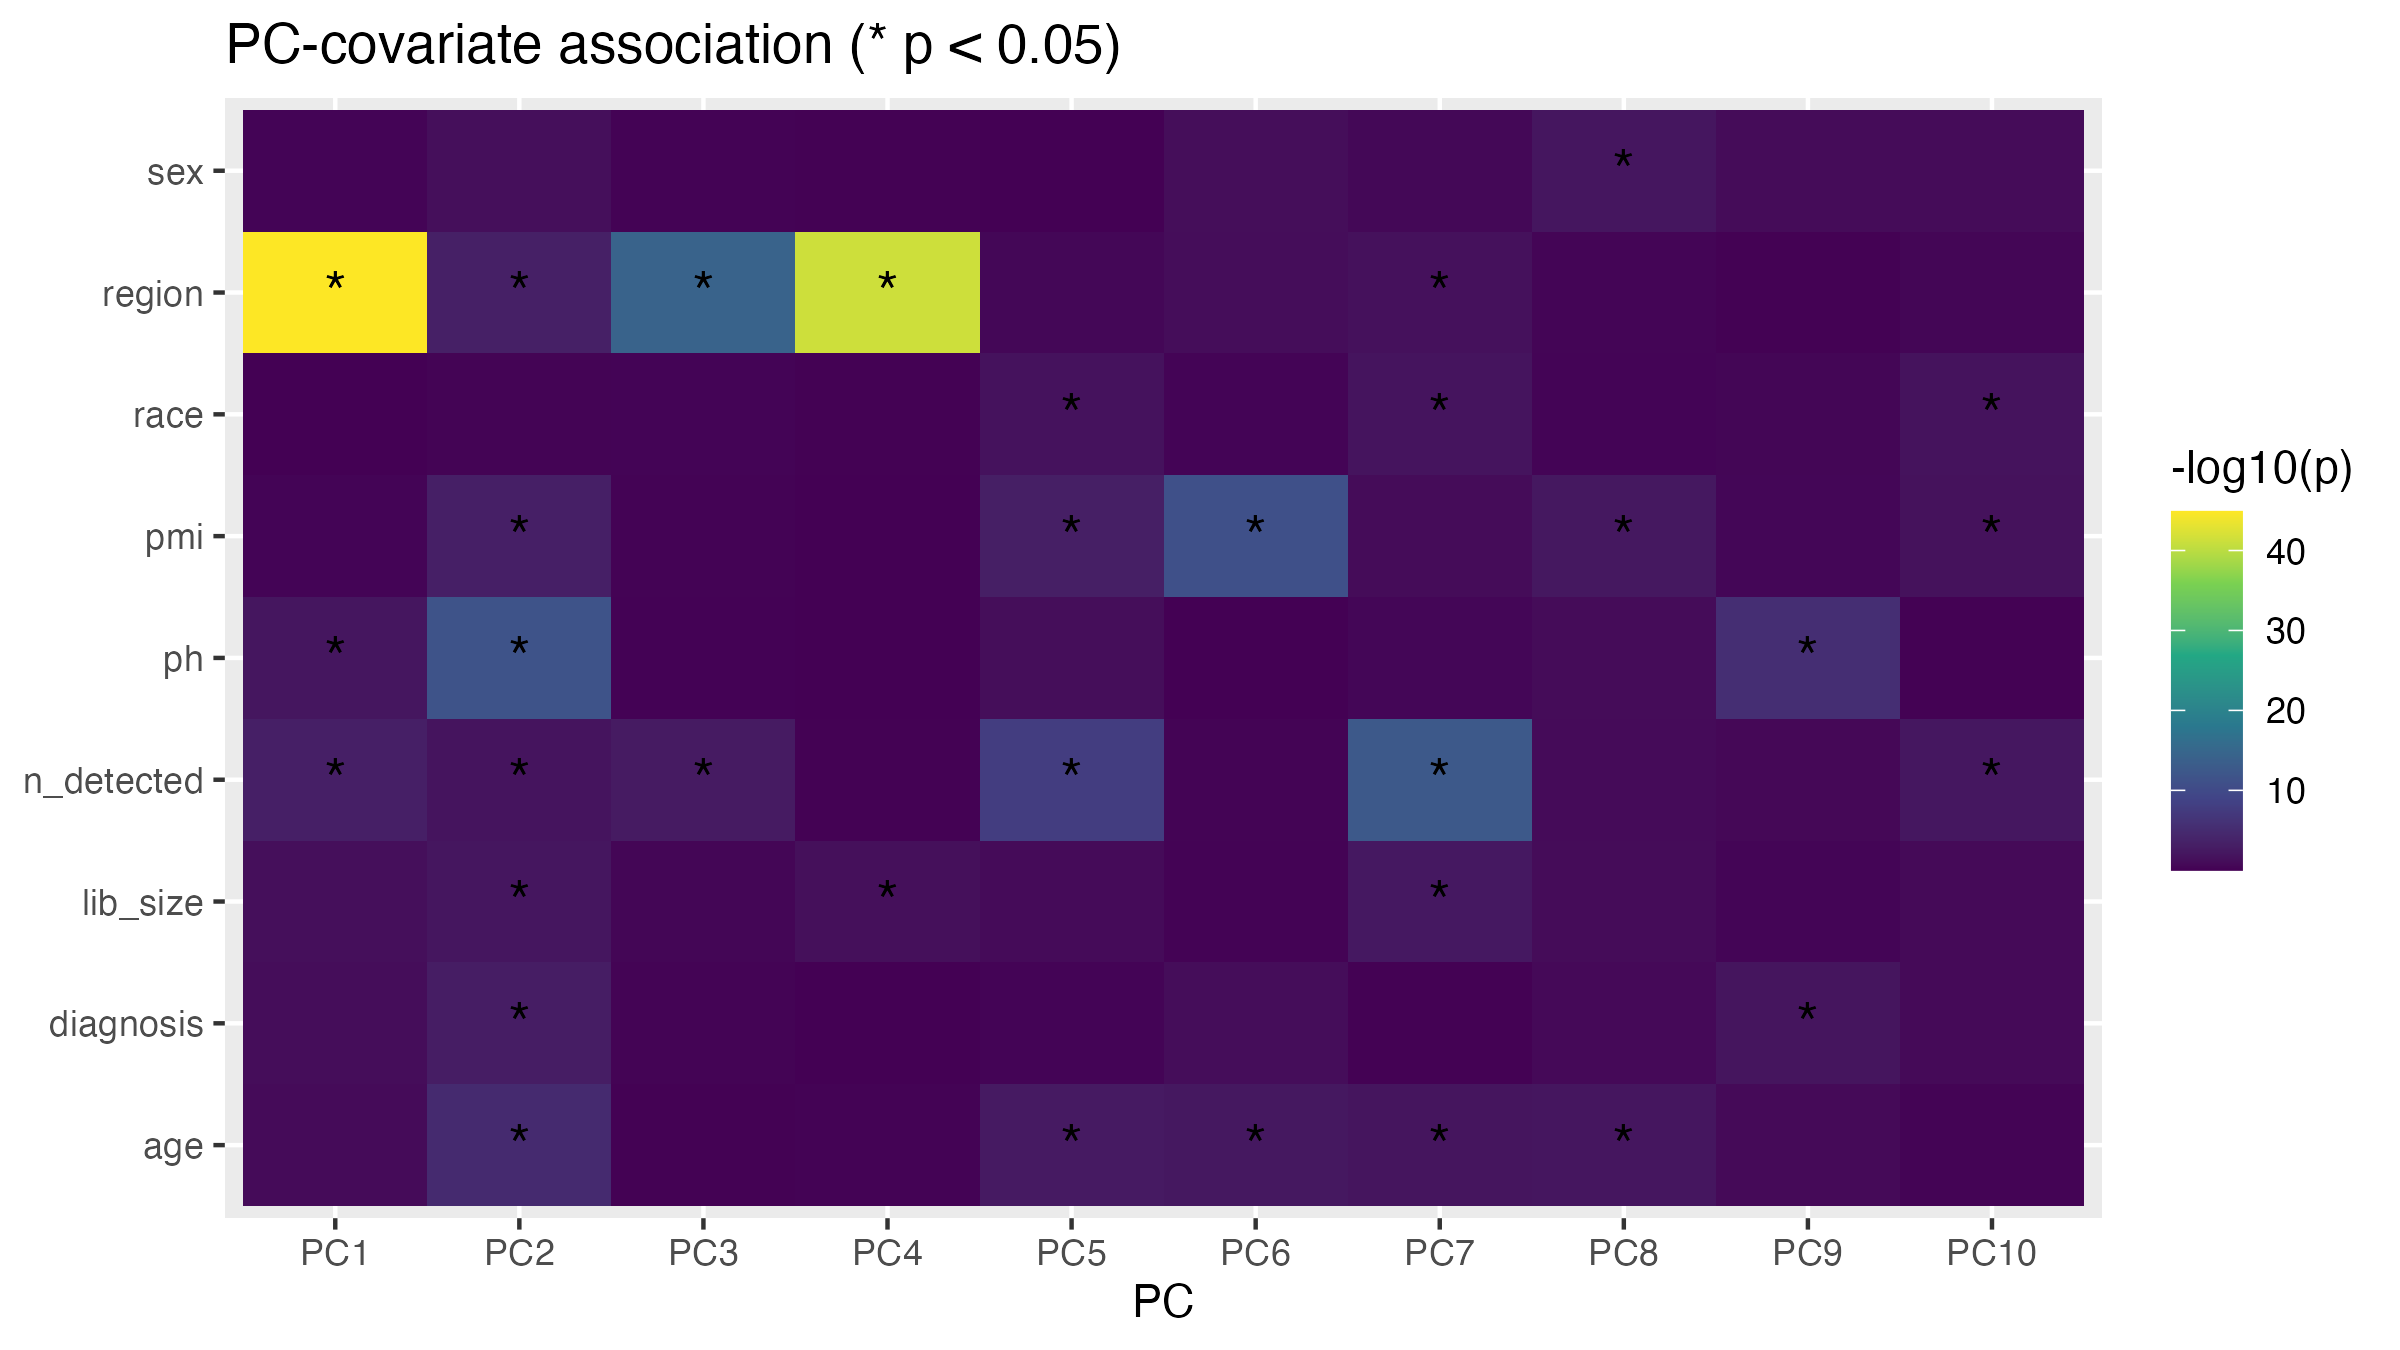 PC-covariate association (* p < 0.05)
sex
*
region
* * * * *
race
* * *
pmi
* * * * *
ph
* * *
n_detected
* * * * * *
lib_size
* * *
diagnosis
* *
age
* * * * *
PC1 PC2 PC3 PC4 PC5 PC6 PC7 PC8 PC9 PC10
PC
-log10(p)
40
30
20
10